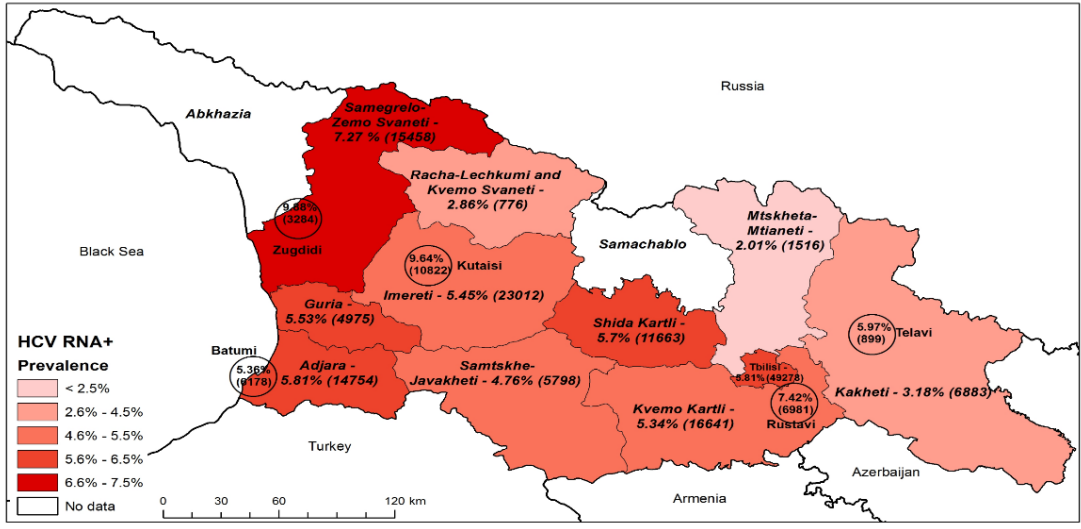 Russia
Abkhazia
Samegrelo-
Zemo Svaneti -
7.27 % (15458)
Racha-Lechkumi and
Kvemo Svaneti -
2.86% (776)
Mtskheta-
Mtianeti -
2.01% (1516)
9.88%
(3284)
Zugdidi
Black Sea
Samachablo
9.64%
(10822)
Kutaisi
Imereti - 5.45% (23012)
Guria -
5.53% (4975)
Shida Kartli -
5.7% (11663)
5.97%
(899)
Telavi
Batumi
5.36%
(6178)
Adjara -
5.81% (14754)
Samtskhe-
Javakheti - 4.76% (5798)
Tbilisi -
5.81% (49278)
Kakheti - 3.18% (6883)
Kvemo Kartli -
5.34% (16641)
7.42%
(6981)
Rustavi
Turkey
Azerbaijan
Armenia
HCV RNA+
Prevalence
< 2.5%
2.6% - 4.5%
4.6% - 5.5%
5.6% - 6.5%
6.6% - 7.5%
No data
0 30 60 120 km